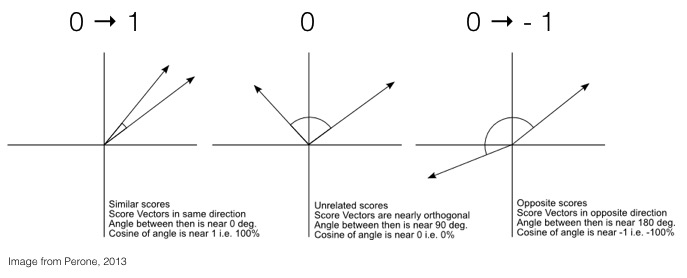 0 → 1
0
0 → - 1
Similar scores
Score Vectors in same direction
Angle between then is near 0 deg.
Cosine of angle is near 1 i.e. 100%
Unrelated scores
Score Vectors are nearly orthogonal
Angle between then is near 90 deg.
Cosine of angle is near 0 i.e. 0%
Opposite scores
Score Vectors in opposite direction
Angle between then is near 180 deg.
Cosine of angle is near -1 i.e. -100%
Image from Perone, 2013